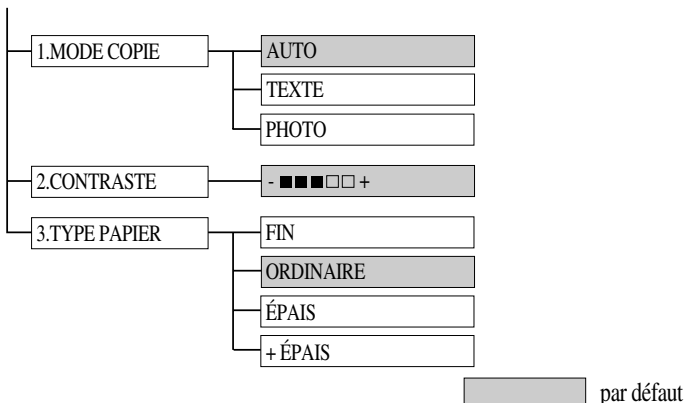 1.MODE COPIE
AUTO
TEXTE
PHOTO
2.CONTRASTE
- ■■■□□ +
3.TYPE PAPIER
FIN
ORDINAIRE
ÉPAIS
+ ÉPAIS
par défaut